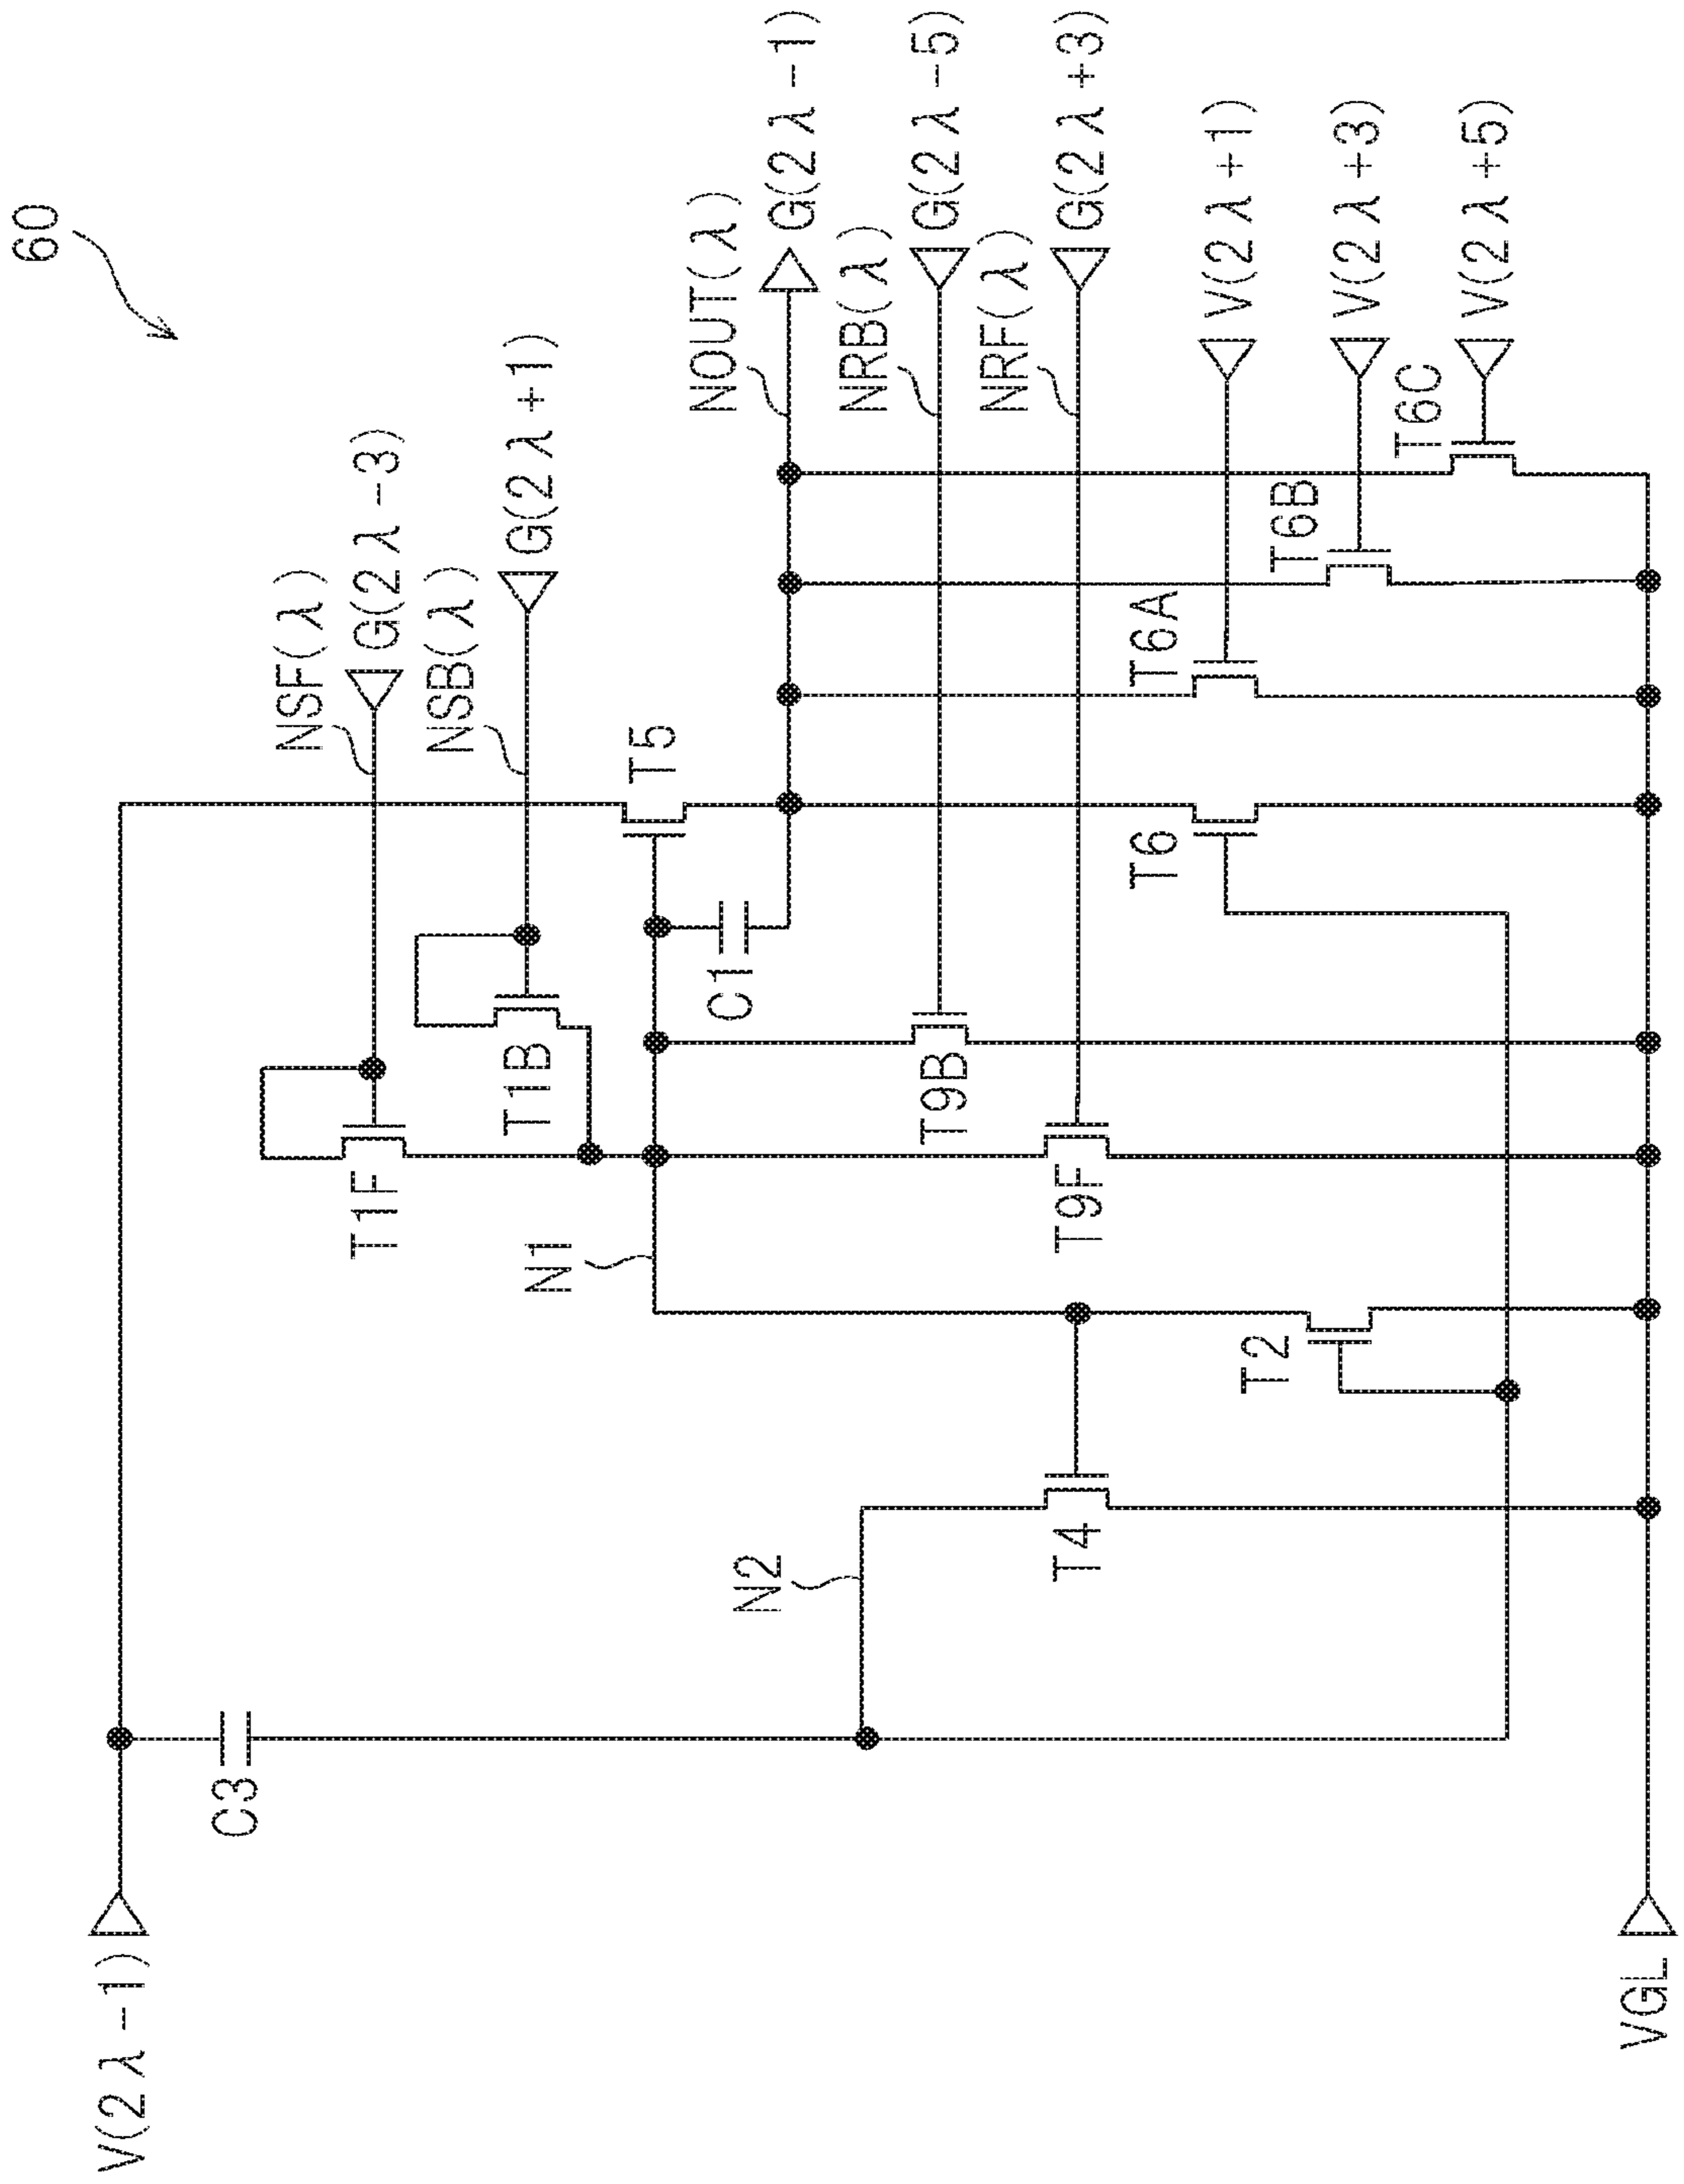 60
V(2λ-1)
C3
NSF(λ)
G(2λ-3)
T1F
NSB(λ)
G(2λ+1)
T1B
N1
T5
C1
N2
NOUT(λ)
G(2λ-1)
NRB(λ)
G(2λ-5)
T9B
NRF(λ)
G(2λ+3)
T9F
T4
T6
T6A
V(2λ+1)
T2
T6B
V(2λ+3)
T6C
V(2λ+5)
VGL